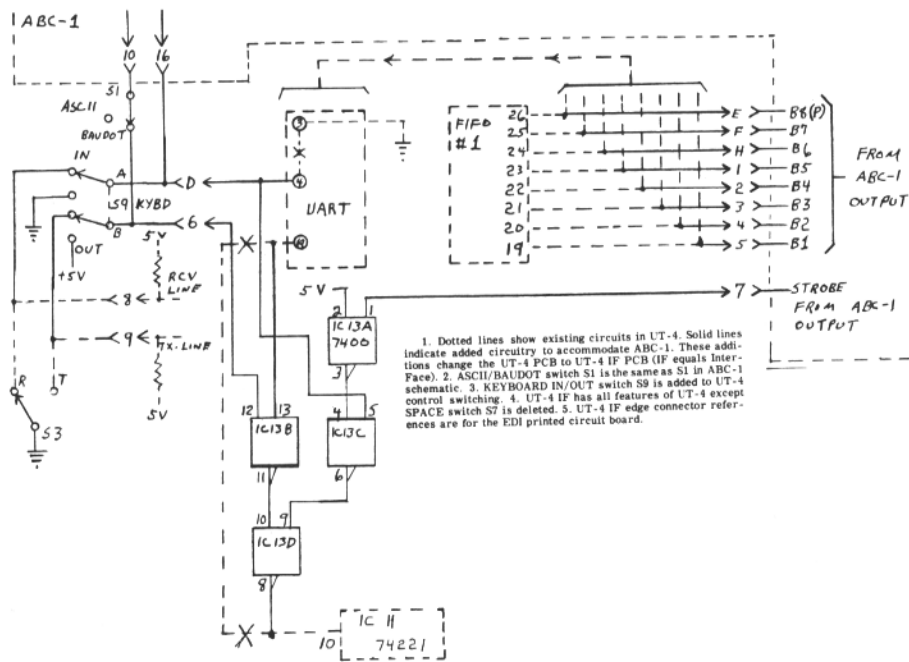 ABC-1
10 16
S1
ASCII
BAUDOT
IN
A
D
S9 KYBD
B
6
OUT
+5V
5V
RCV
LINE
8
9
TX. LINE
5V
R T
S3
3
4
UART
FIFO
#1
26 E B8(P)
25 F B7
24 H B6
23 1 B5
22 2 B4
21 3 B3
20 4 B2
19 5 B1
FROM
ABC-1
OUTPUT
7 STROBE
FROM ABC-1
OUTPUT
5V
2 1
IC13A
7400
3
1. Dotted lines show existing circuits in UT-4. Solid lines
indicate added circuitry to accommodate ABC-1. These addi-
tions change the UT-4 PCB to UT-4 IF PCB (IF equals Inter-
Face). 2. ASCII/BAUDOT switch S1 is the same as S1 in ABC-1
schematic. 3. KEYBOARD IN/OUT switch S9 is added to UT-4
control switching. 4. UT-4 IF has all features of UT-4 except
SPACE switch S7 is deleted. 5. UT-4 IF edge connector refer-
ences are for the EDI printed circuit board.
12 13
IC13B
11
4 5
IC13C
6
10 9
IC13D
8
10
IC 11
74221